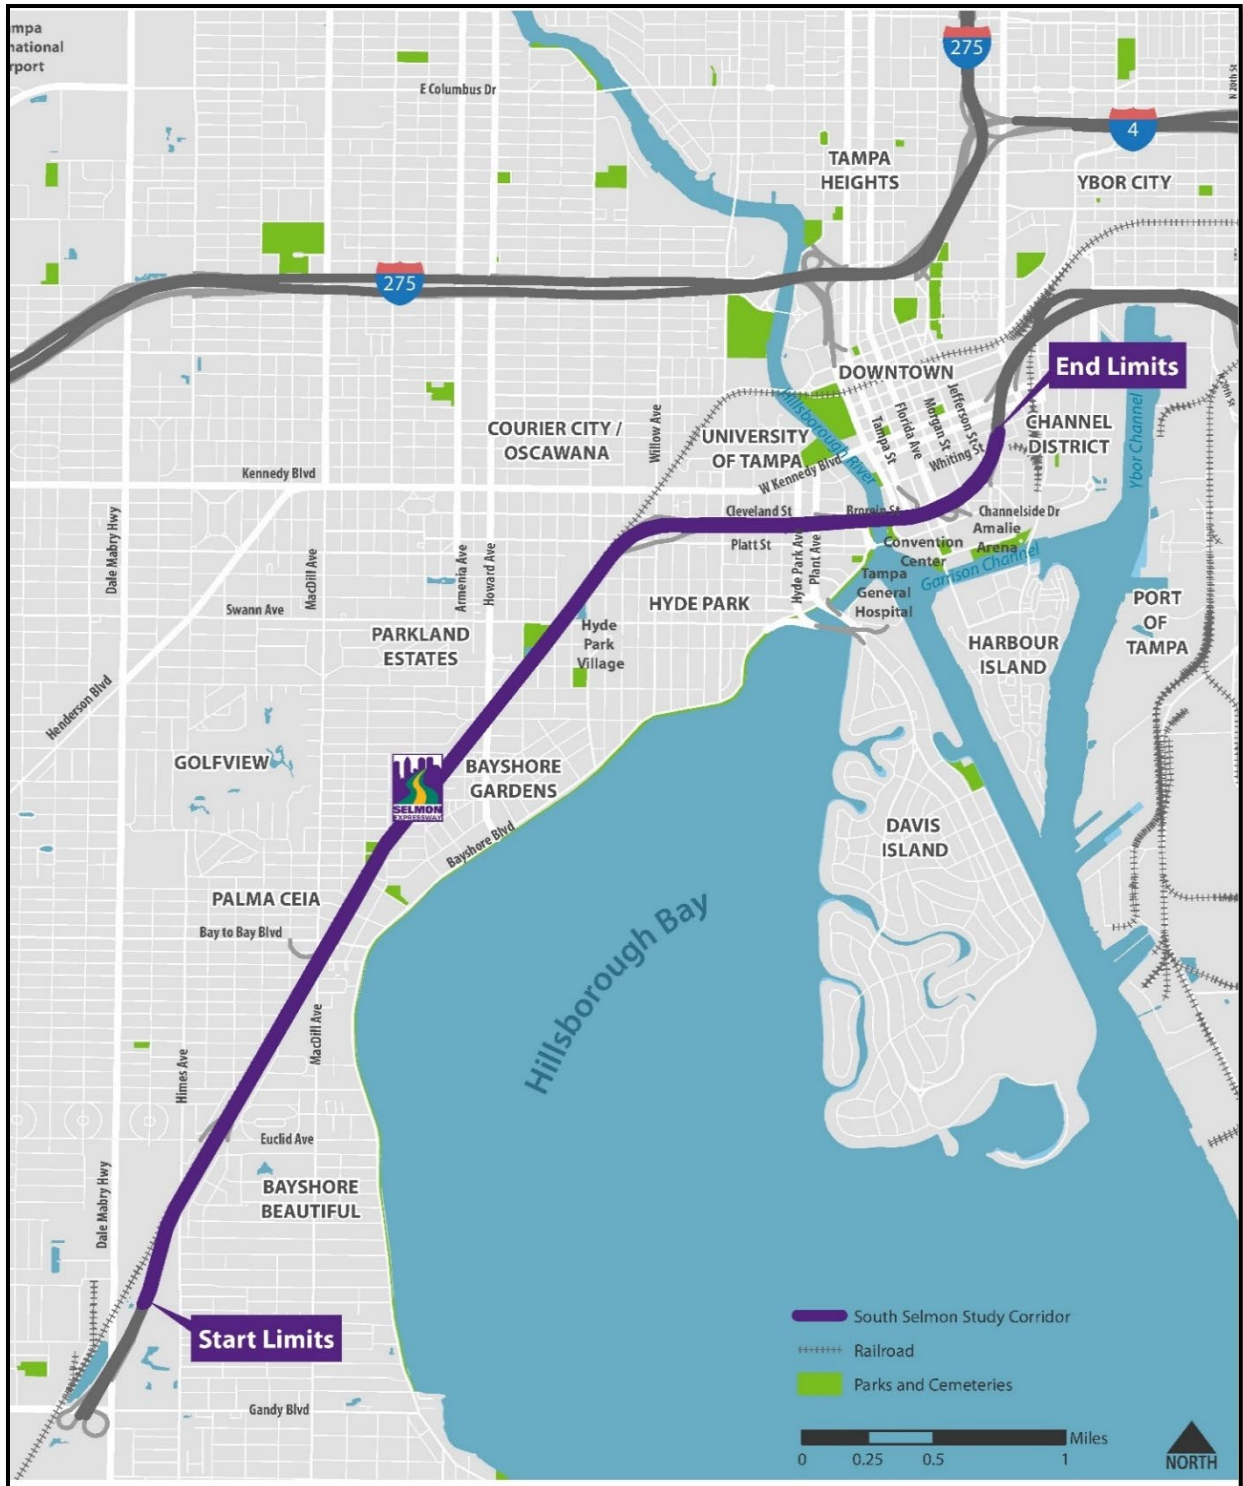 mpa
national
rport
E Columbus Dr
275
N 20th St
4
TAMPA
HEIGHTS
YBOR CITY
275
End Limits
DOWNTOWN
N 20th St
Hillsborough River
Jefferson St
Morgan St
Florida Ave
Tampa St
Whiting St
CHANNEL
DISTRICT
Ybor Channel
Willow Ave
COURIER CITY /
OSCAWANA
UNIVERSITY
OF TAMPA
W Kennedy Blvd
Kennedy Blvd
Cleveland St
Brorein St
Channelside Dr
Platt St
Amalie
Arena
Convention
Center
Garrison Channel
Dale Mabry Hwy
MacDill Ave
Armenia Ave
Howard Ave
Hyde Park Ave
Plant Ave
Tampa
General
Hospital
Swann Ave
HYDE PARK
PORT
OF
TAMPA
PARKLAND
ESTATES
Hyde
Park
Village
HARBOUR
ISLAND
Henderson Blvd
GOLFVIEW
BAYSHORE
GARDENS
SELMON
EXPRESSWAY
Bayshore Blvd
DAVIS
ISLAND
PALMA CEIA
Bay to Bay Blvd
Hillsborough Bay
MacDill Ave
Himes Ave
Euclid Ave
Dale Mabry Hwy
BAYSHORE
BEAUTIFUL
Start Limits
South Selmon Study Corridor
Railroad
Parks and Cemeteries
Gandy Blvd
Miles
0 0.25 0.5 1
NORTH